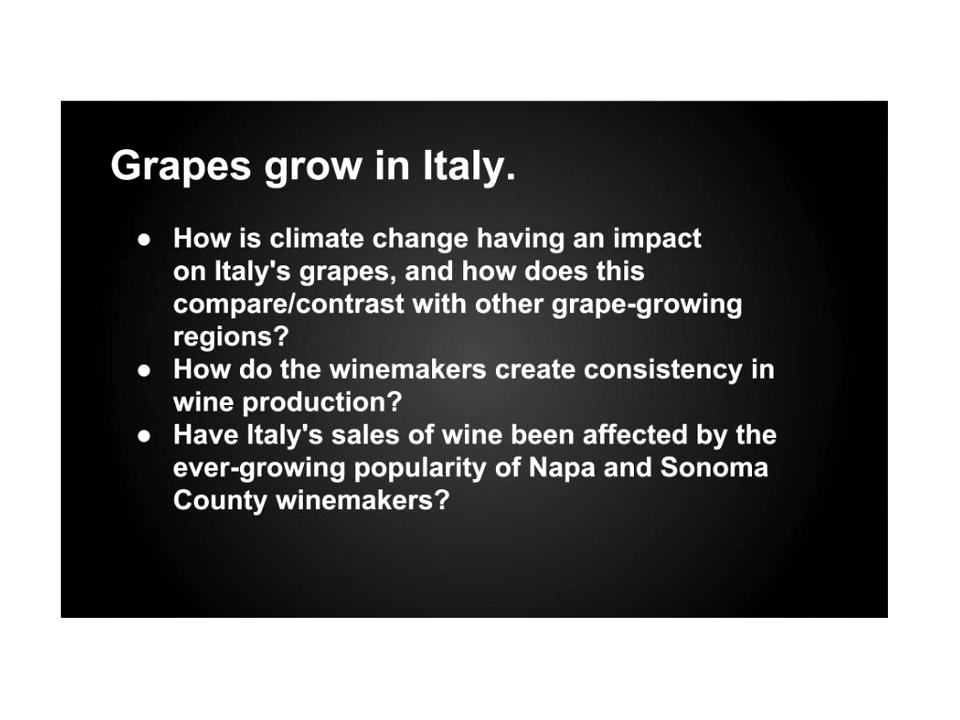 Grapes grow in Italy.
● How is climate change having an impact
on Italy's grapes, and how does this
compare/contrast with other grape-growing
regions?
● How do the winemakers create consistency in
wine production?
● Have Italy's sales of wine been affected by the
ever-growing popularity of Napa and Sonoma
County winemakers?